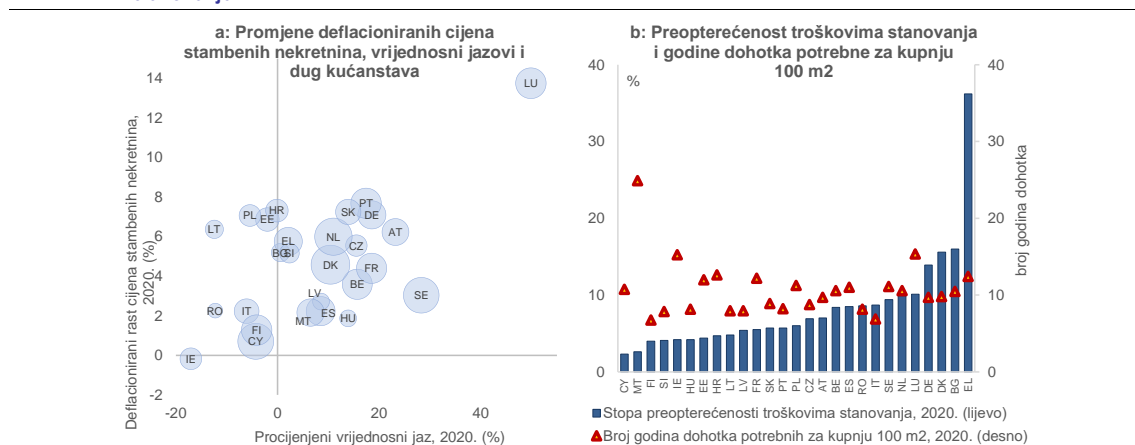 a: Promjene deflacioniranih cijena
stambenih nekretnina, vrijednosni jazovi i
dug kućanstava
Deflacionirani rast cijena stambenih nekretnina,
2020. (%)
14
12
10
8
6
4
2
0
-2
-20
0
20
40
LU
PT
SK
DE
HR
PL
EE
LT
AT
NL
EL
CZ
BG
SI
DK
FR
BE
LV
SE
RO
IT
ES
MT
HU
FI
CY
IE
Procijenjeni vrijednosni jaz, 2020. (%)
b: Preopterećenost troškovima stanovanja
i godine dohotka potrebne za kupnju
100 m2
%
40
30
20
10
0
40
30
20
10
0
broj godina dohotka
CY
MT
FI
SI
IE
HU
EE
HR
LT
LV
FR
SK
PT
PL
CZ
AT
BE
ES
RO
IT
SE
NL
LU
DE
DK
BG
EL
Stopa preopterećenosti troškovima stanovanja, 2020. (lijevo)
Broj godina dohotka potrebnih za kupnju 100 m2, 2020. (desno)